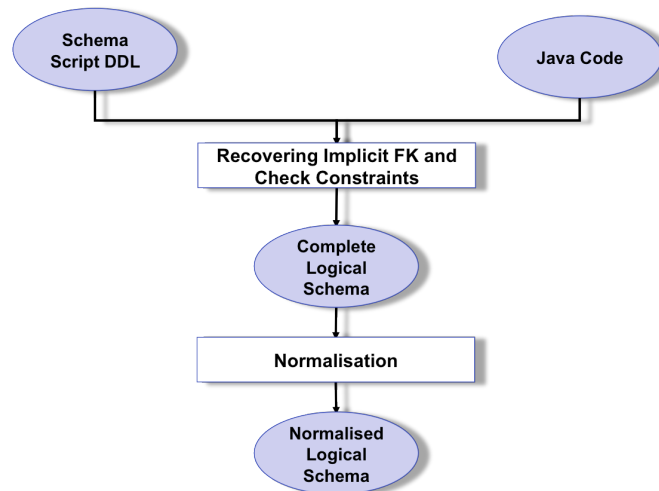 Schema
Script DDL
Java Code
Recovering Implicit FK and
Check Constraints
Complete
Logical
Schema
Normalisation
Normalised
Logical
Schema